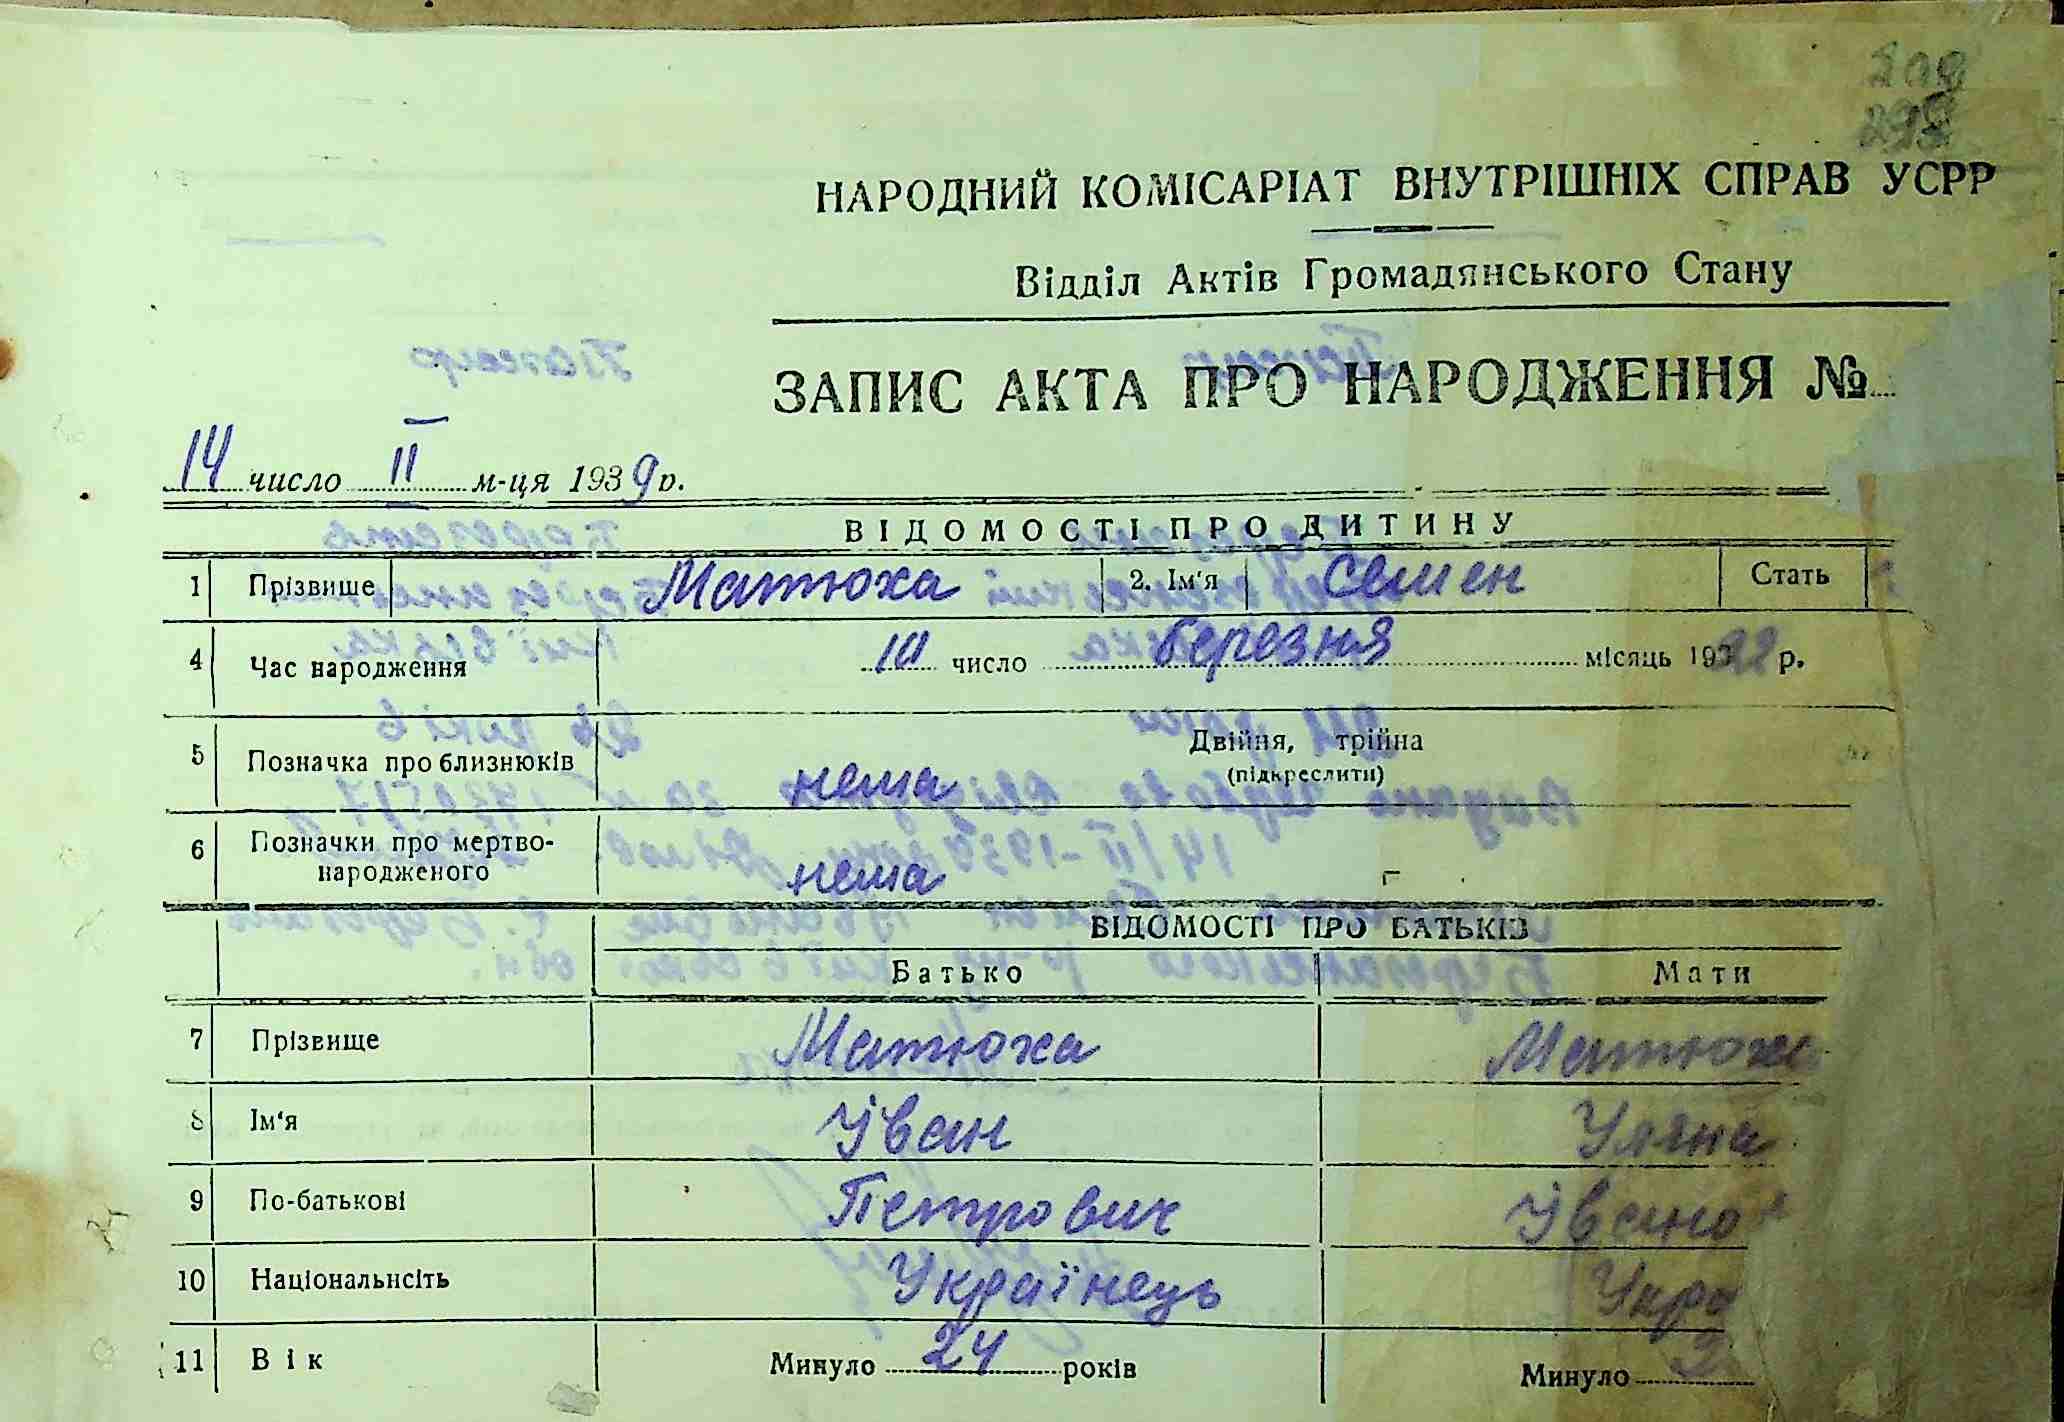 НАРОДНИЙ КОМІСАРІАТ ВНУТРІШНІХ СПРАВ УСРР
Відділ Актів Громадянського Стану
ЗАПИС АКТА ПРО НАРОДЖЕННЯ №
14 число II м-ця 1939 р.
ВІДОМОСТІ ПРО ДИТИНУ
1 Прізвище Матюха 2. Ім'я Семен Стать
4 Час народження 10 число березня місяць 1922 р.
5 Позначка про близнюків нема Двійня, трійна
(підкреслити)
6 Позначки про мертво-
народженого нема
ВІДОМОСТІ ПРО БАТЬКІВ
Батько Мати
7 Прізвище Матюха Матюха
8 Ім'я Іван Уляна
9 По-батькові Петрович Івано
10 Національність Українець Укра
11 Вік Минуло 24 років Минуло 3